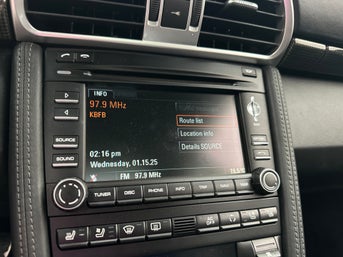 INFO
97.9 MHz
KBFB
Route list
Location info
Details SOURCE
02:16 pm
Wednesday, 01.15.25
FM 97.9 MHz
SOURCE
SOUND
TUNER
DISC
PHONE
INFO
TRIP